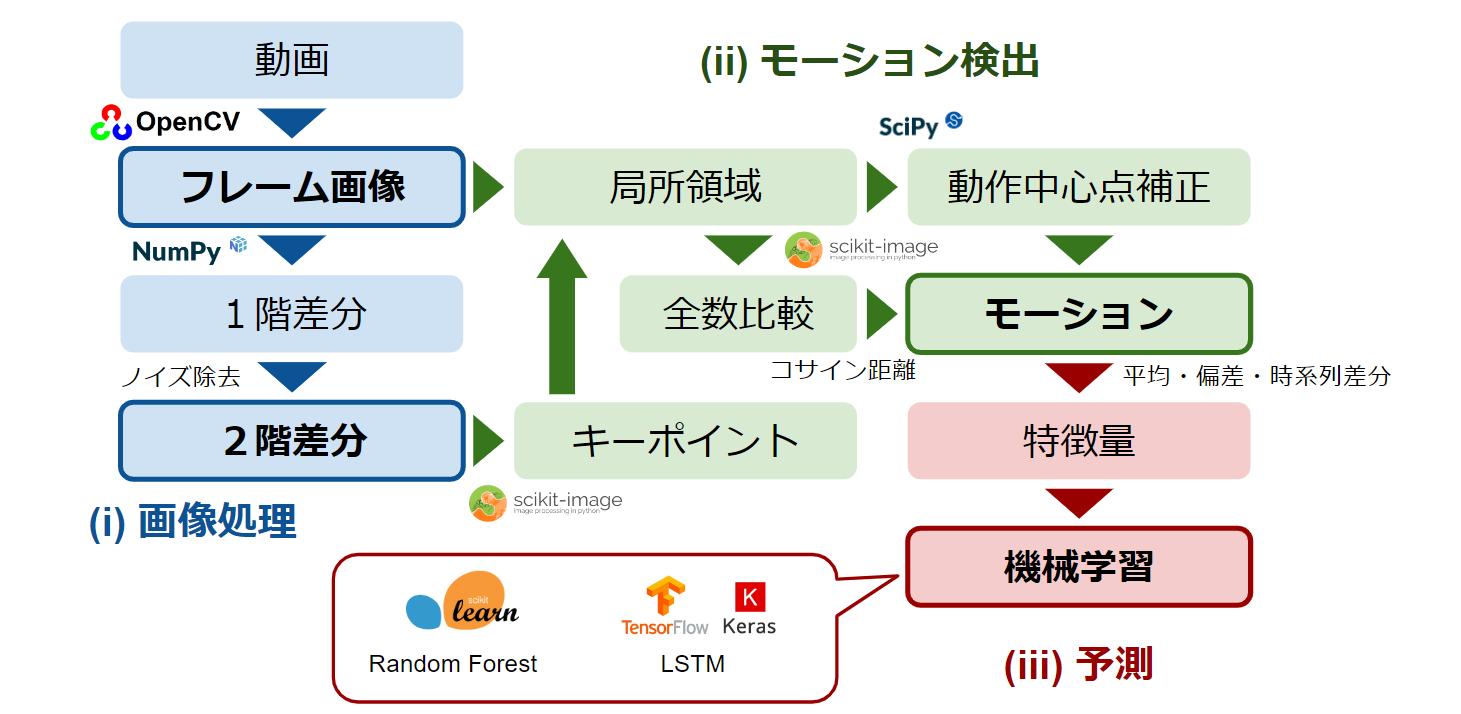 動画
(ii) モーション検出
OpenCV
SciPy
フレーム画像
局所領域
動作中心点補正
NumPy
scikit-image
image processing in python
１階差分
全数比較
モーション
ノイズ除去
コサイン距離
平均・偏差・時系列差分
２階差分
キーポイント
特徴量
scikit-image
image processing in python
(i) 画像処理
機械学習
scikit
learn
TensorFlow
K
Keras
Random Forest
LSTM
(iii) 予測